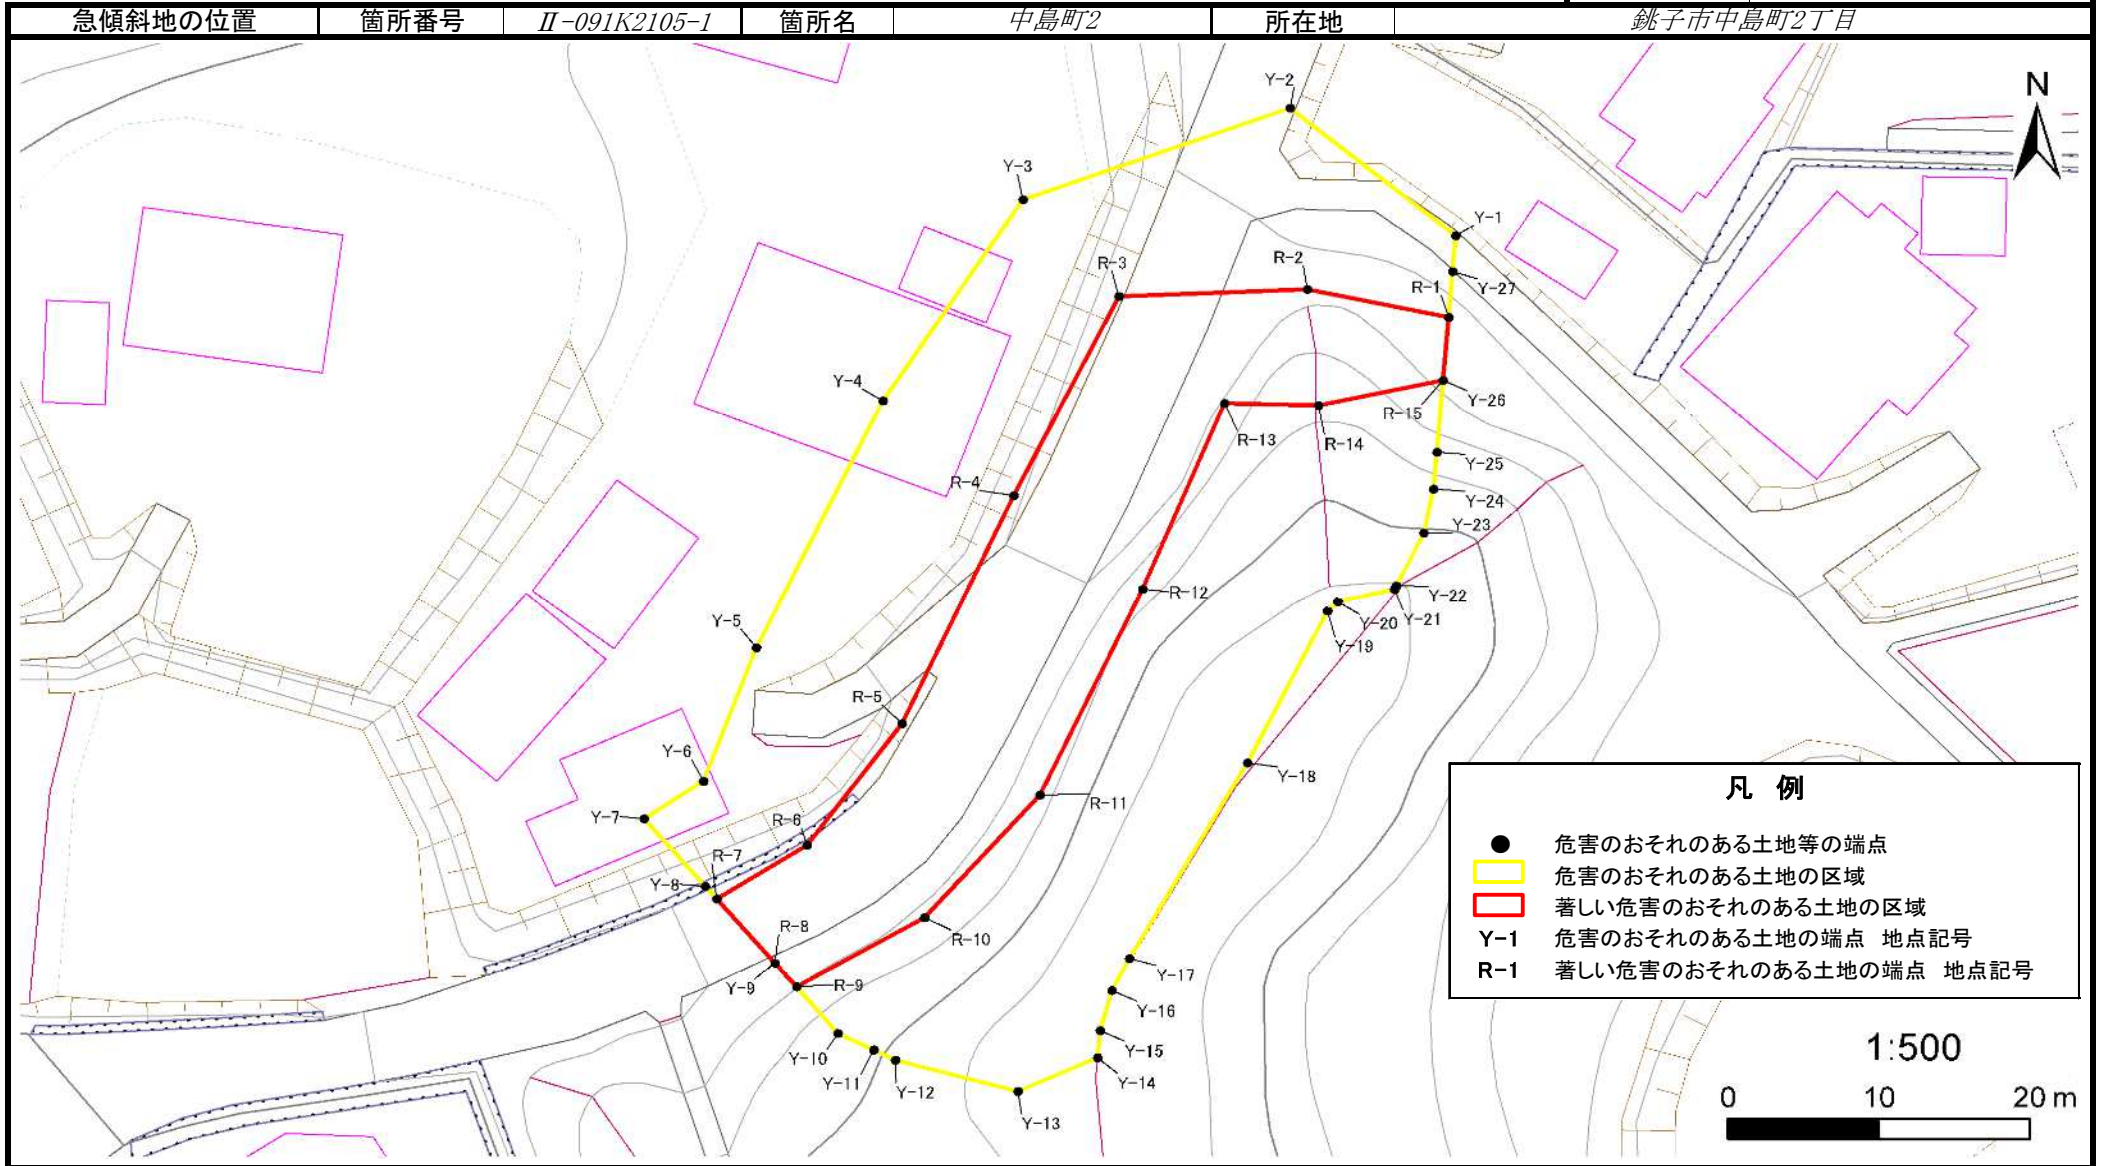 急傾斜地の位置 箇所番号 Ⅱ-091K2105-1 箇所名 中島町2 所在地 銚子市中島町2丁目
N
Y-2
Y-3
Y-1
R-3 R-2 Y-27
R-1
Y-4 Y-26
R-15
R-13 R-14
Y-25
R-4
Y-24
Y-23
R-12 Y-22
Y-5 Y-20 Y-21
Y-19
R-5
Y-6
Y-18
Y-7 R-11
R-6
R-7
Y-8
R-8 R-10
Y-17
Y-9 R-9
Y-16
Y-10 Y-15
Y-11 Y-12 Y-14
Y-13
凡 例
危害のおそれのある土地等の端点
危害のおそれのある土地の区域
著しい危害のおそれのある土地の区域
Y-1 危害のおそれのある土地の端点 地点記号
R-1 著しい危害のおそれのある土地の端点 地点記号
1:500
0 10 20 m